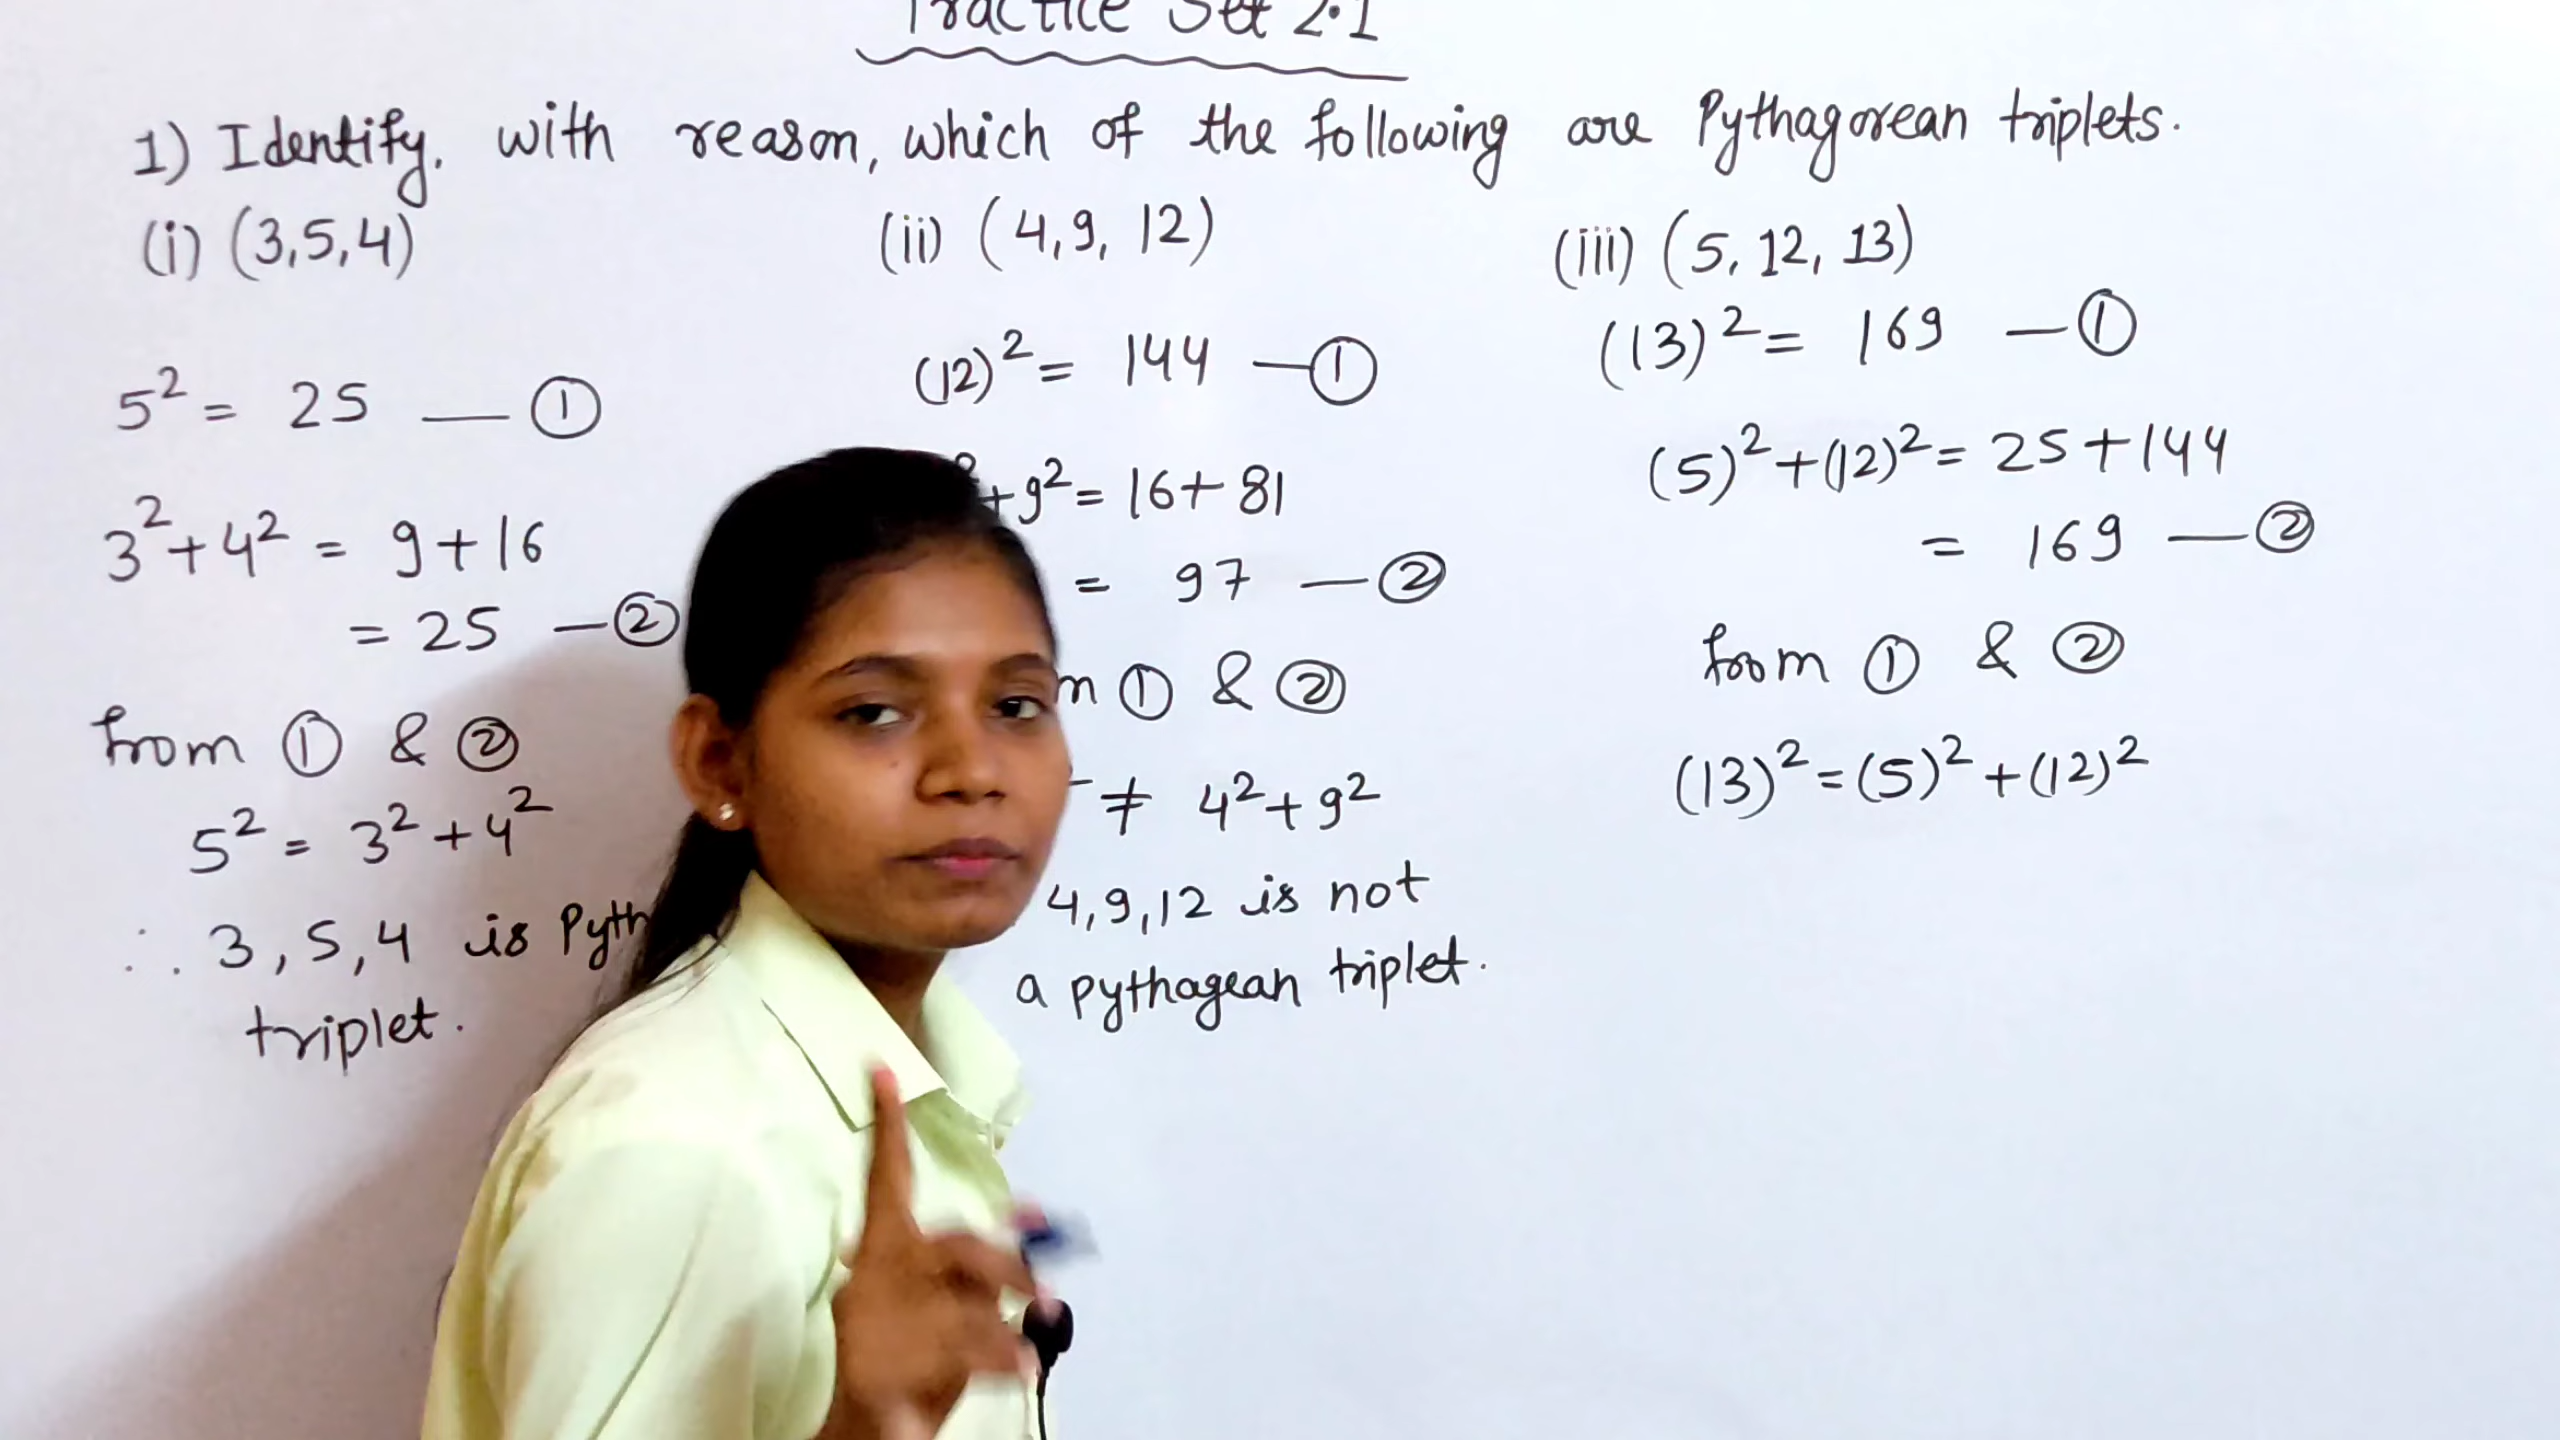 Practice Set 2.1
1) Identify, with reason, which of the following are Pythagorean triplets.
(i) (3,5,4)
5² = 25 — ①
3² + 4² = 9 + 16
= 25 — ②
from ① & ②
5² = 3² + 4²
∴ 3, 5, 4 is
triplet.
(ii) (4, 9, 12)
(12)² = 144 — ①
+ 9² = 16 + 81
= 97 — ②
① & ②
≠ 4² + 9²
4, 9, 12 is not
a pythagean triplet.
(iii) (5, 12, 13)
(13)² = 169 — ①
(5)² + (12)² = 25 + 144
= 169 — ②
from ① & ②
(13)² = (5)² + (12)²